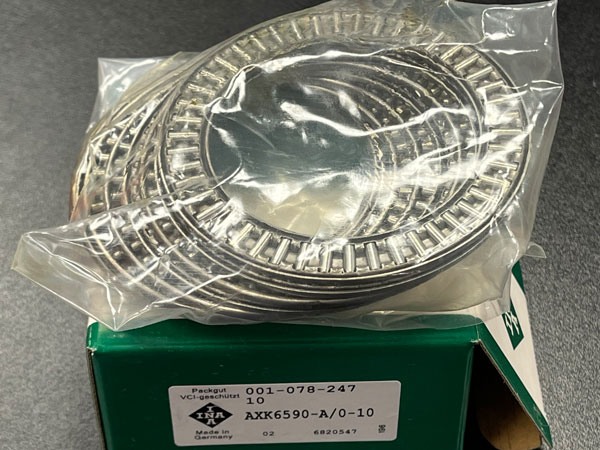 Packgut
VCI-geschützt
001-078-247
10
INA
AXK6590-A/0-10
Made in
Germany
02
6820547